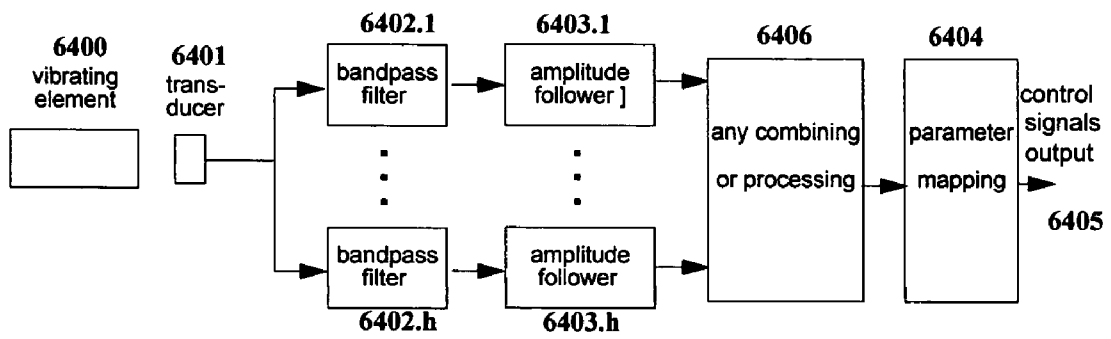 6400
vibrating
element
6401
trans-
ducer
6402.1
bandpass
filter
6403.1
amplitude
follower ]
6406
any combining
or processing
6404
parameter
mapping
control
signals
output
6405
bandpass
filter
6402.h
amplitude
follower
6403.h